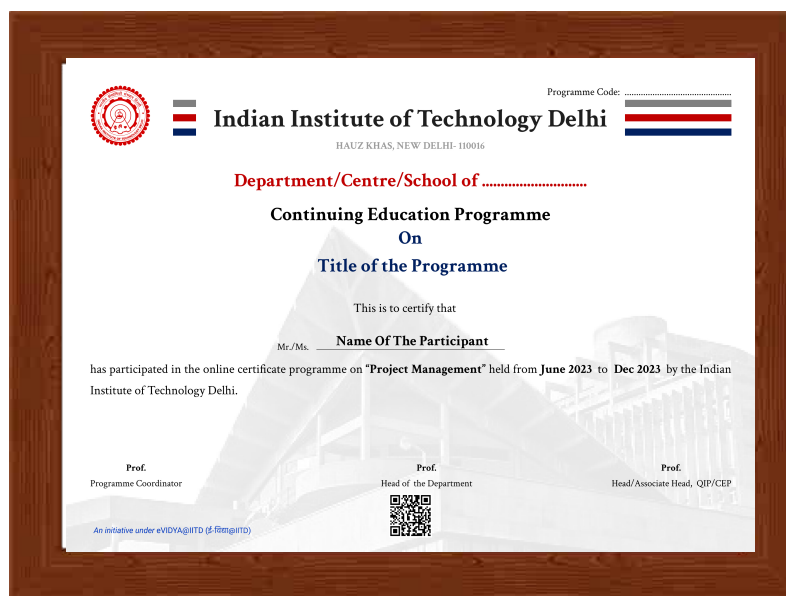 Programme Code: ............................................
Indian Institute of Technology Delhi
HAUZ KHAS, NEW DELHI- 110016
Department/Centre/School of ............................
Continuing Education Programme
On
Title of the Programme
This is to certify that
Mr./Ms. Name Of The Participant
has participated in the online certificate programme on “Project Management” held from June 2023 to Dec 2023 by the Indian
Institute of Technology Delhi.
Prof. Prof. Prof.
Programme Coordinator Head of the Department Head/Associate Head, QIP/CEP
An initiative under eVIDYA@IITD (ई-विद्या@IITD)